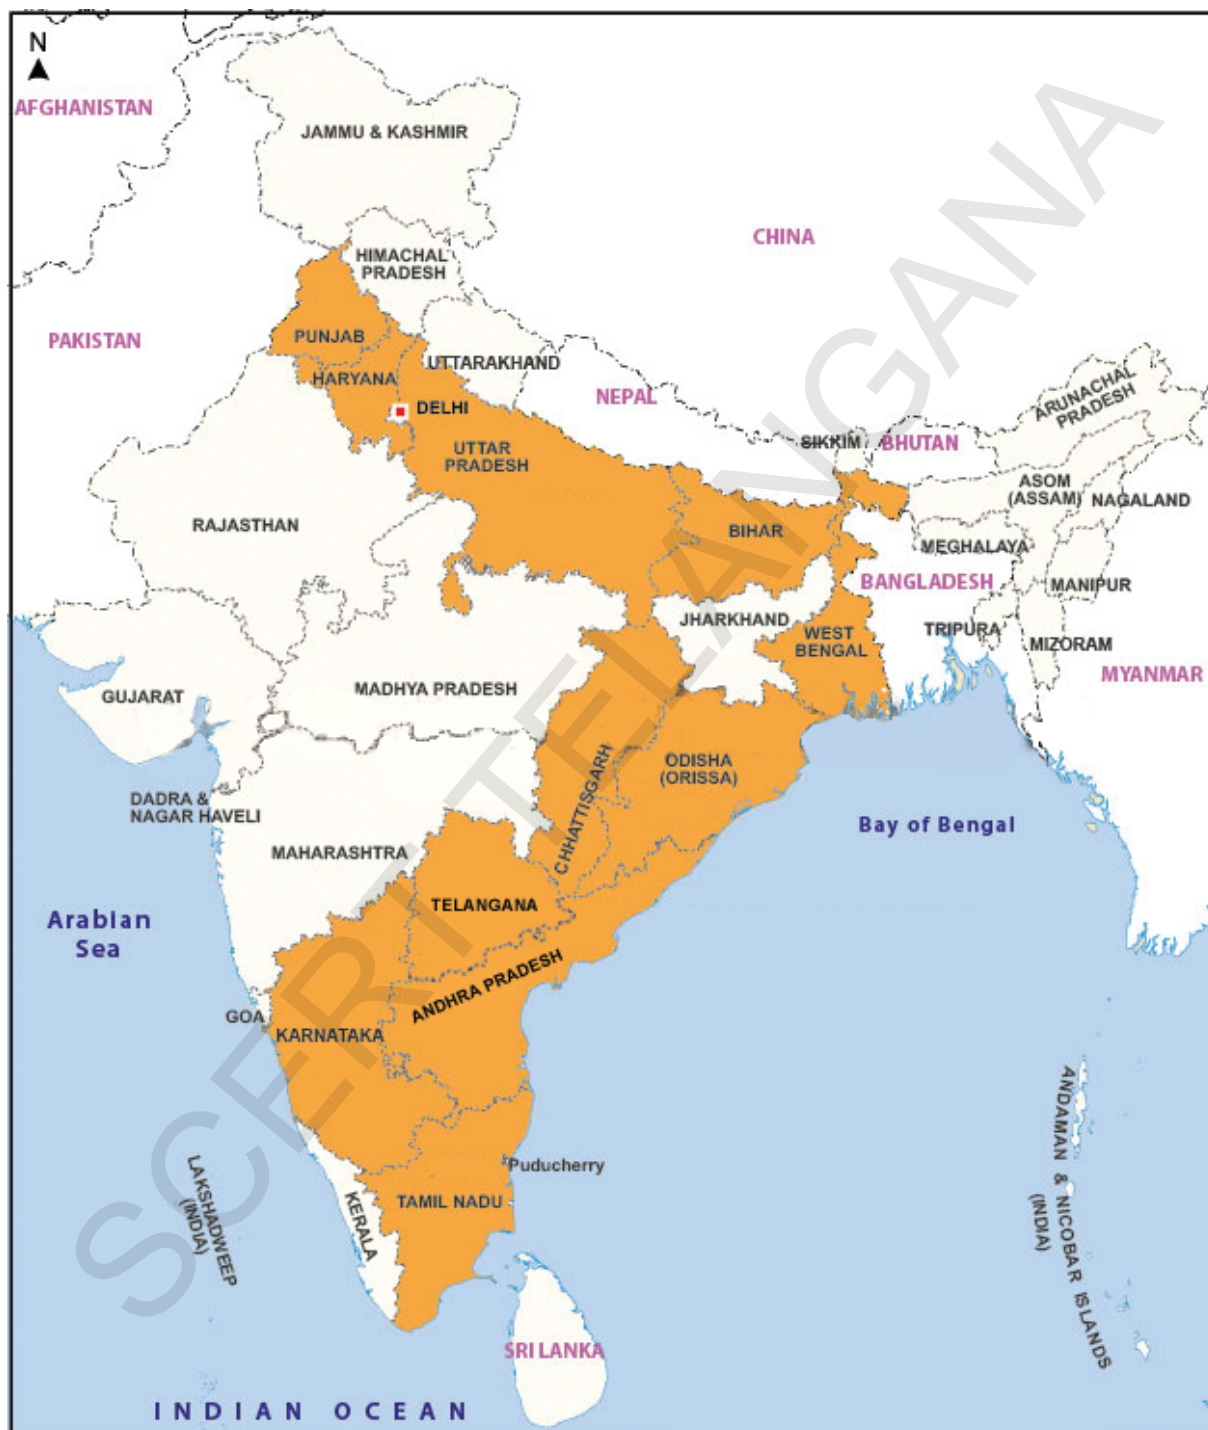 N
AFGHANISTAN
JAMMU & KASHMIR
CHINA
HIMACHAL
PRADESH
PAKISTAN
PUNJAB
UTTARAKHAND
HARYANA
NEPAL
ARUNACHAL
PRADESH
DELHI
SIKKIM
BHUTAN
UTTAR
PRADESH
ASOM
(ASSAM)
NAGALAND
RAJASTHAN
BIHAR
MEGHALAYA
BANGLADESH
MANIPUR
JHARKHAND
WEST
BENGAL
TRIPURA
MIZORAM
MYANMAR
GUJARAT
MADHYA PRADESH
ODISHA
(ORISSA)
CHHATTISGARH
DADRA &
NAGAR HAVELI
Bay of Bengal
MAHARASHTRA
TELANGANA
Arabian
Sea
ANDHRA PRADESH
GOA
KARNATAKA
Puducherry
LAKSHADWEEP
(INDIA)
KERALA
TAMIL NADU
ANDAMAN & NICOBAR ISLANDS
(INDIA)
SRI LANKA
INDIAN OCEAN
SCERT TELANGANA